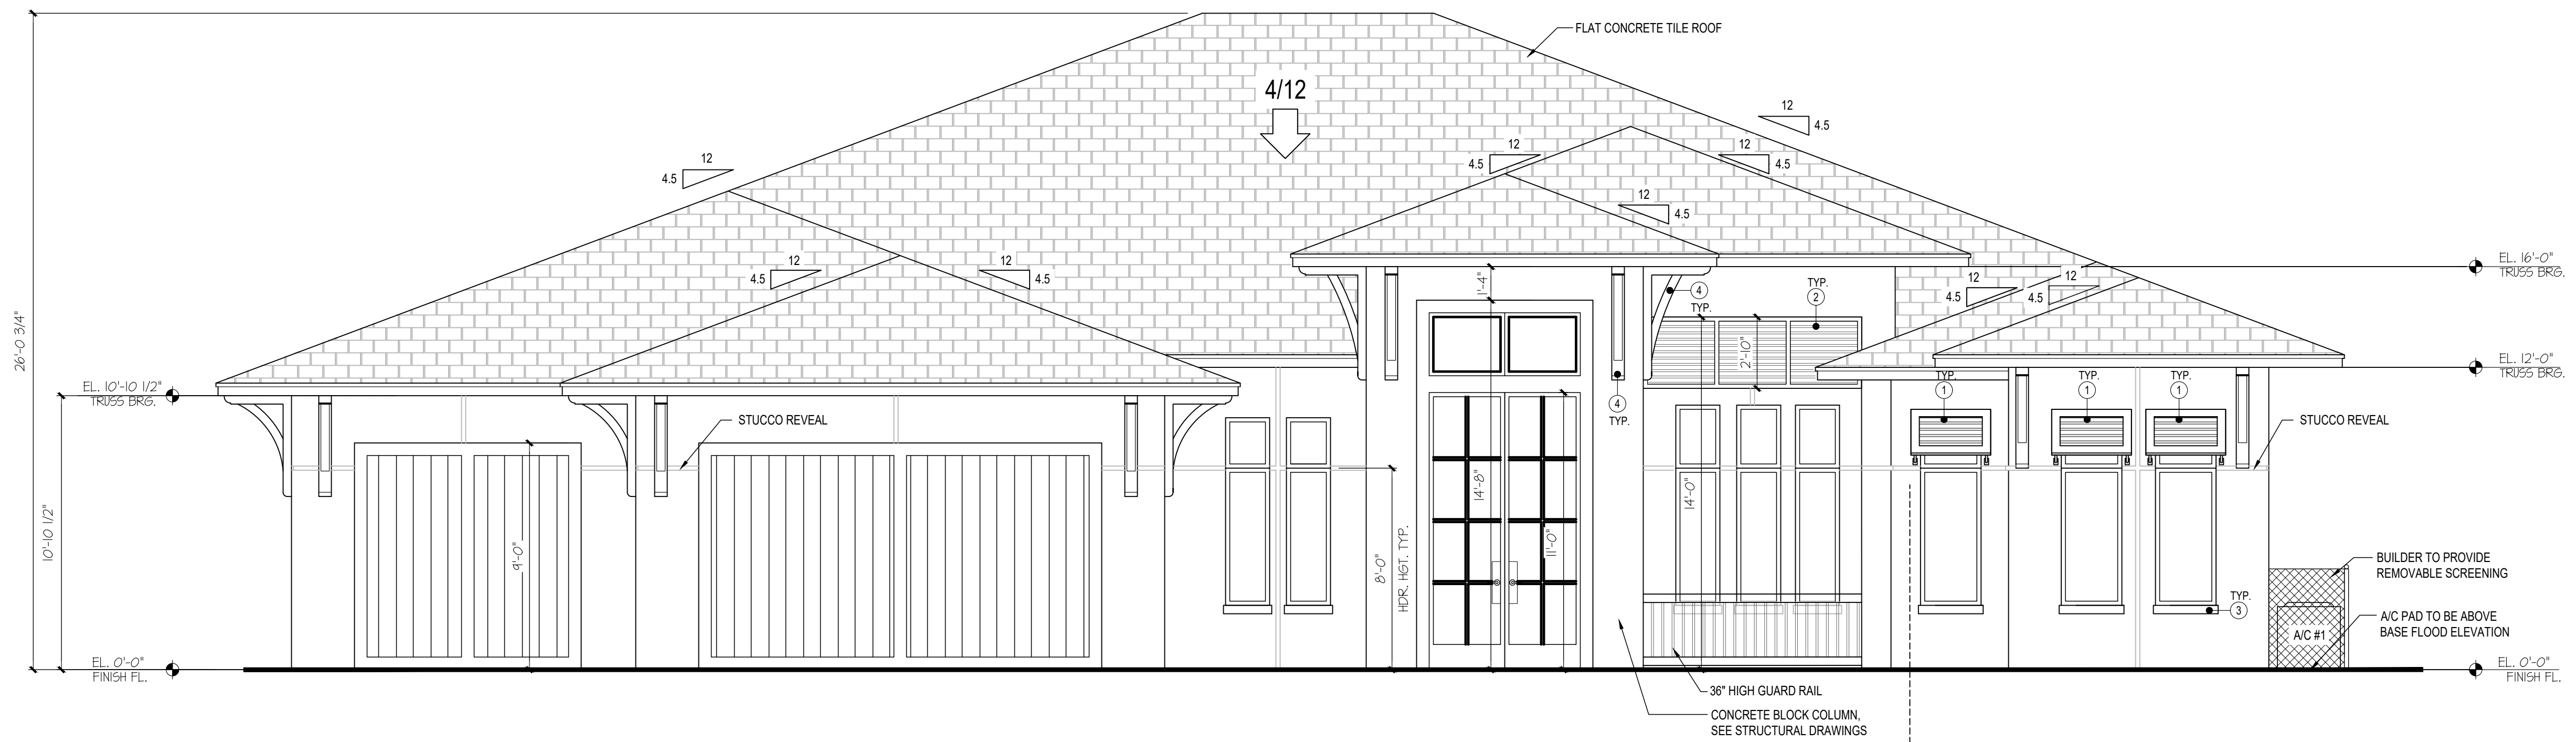 FLAT CONCRETE TILE ROOF
4/12
12
4.5
12
4.5
12
4.5
12
4.5
12
4.5
12
4.5
12
4.5
12
4.5
12
4.5
26'-0 3/4"
EL. 16'-0"
TRUSS BRG.
EL. 12'-0"
TRUSS BRG.
EL. 10'-10 1/2"
TRUSS BRG.
10'-10 1/2"
STUCCO REVEAL
9'-0"
8'-0"
HDR. HGT. TYP.
1'-4"
14'-8"
11'-0"
4
TYP.
4
TYP.
TYP.
2
2'-10"
14'-0"
TYP.
1
TYP.
1
TYP.
1
STUCCO REVEAL
TYP.
3
BUILDER TO PROVIDE
REMOVABLE SCREENING
A/C PAD TO BE ABOVE
BASE FLOOD ELEVATION
A/C #1
EL. 0'-0"
FINISH FL.
EL. 0'-0"
FINISH FL.
36" HIGH GUARD RAIL
CONCRETE BLOCK COLUMN,
SEE STRUCTURAL DRAWINGS